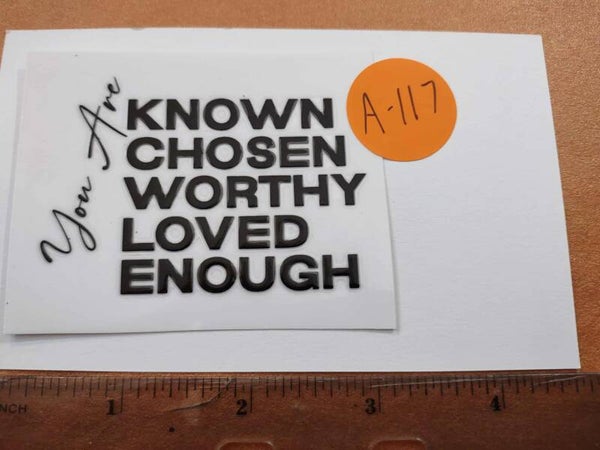 You Are
KNOWN
CHOSEN
WORTHY
LOVED
ENOUGH
A-117
INCH 1 2 3 4